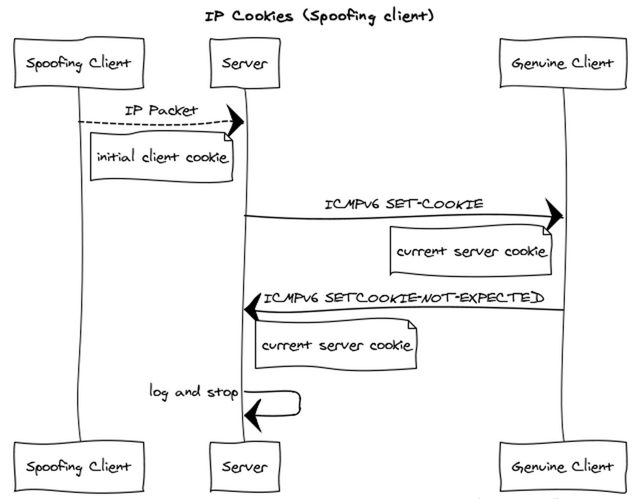 IP Cookies (Spoofing client)
Spoofing Client
Server
Genuine Client
IP Packet
initial client cookie
ICMPv6 SET-COOKIE
current server cookie
ICMPv6 SETCOOKIE-NOT-EXPECTED
current server cookie
log and stop
Spoofing Client
Server
Genuine Client